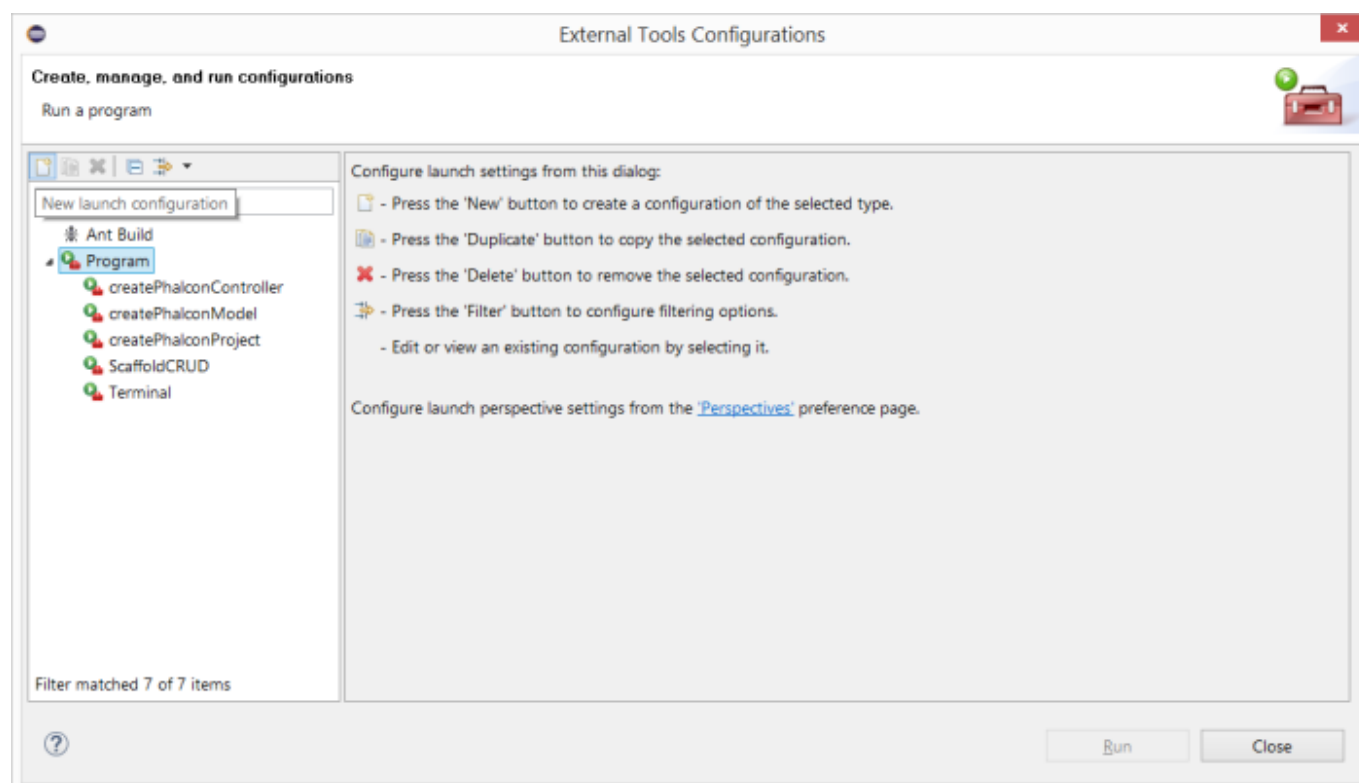 External Tools Configurations
Create, manage, and run configurations
Run a program
New launch configuration
Ant Build
Program
createPhalconController
createPhalconModel
createPhalconProject
ScaffoldCRUD
Terminal
Filter matched 7 of 7 items
Configure launch settings from this dialog:
- Press the 'New' button to create a configuration of the selected type.
- Press the 'Duplicate' button to copy the selected configuration.
- Press the 'Delete' button to remove the selected configuration.
- Press the 'Filter' button to configure filtering options.
- Edit or view an existing configuration by selecting it.
Configure launch perspective settings from the 'Perspectives' preference page.
Run
Close